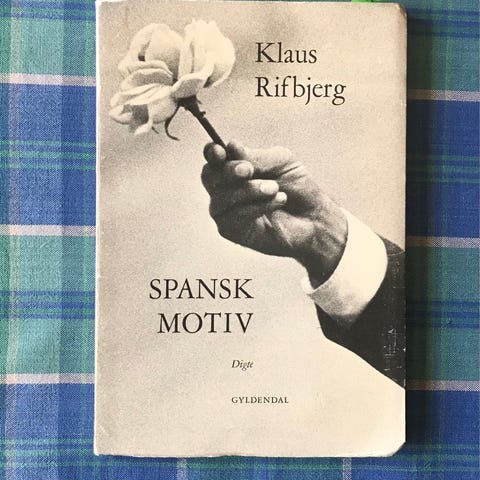 Klaus
Rifbjerg
SPANSK
MOTIV
Digte
GYLDENDAL